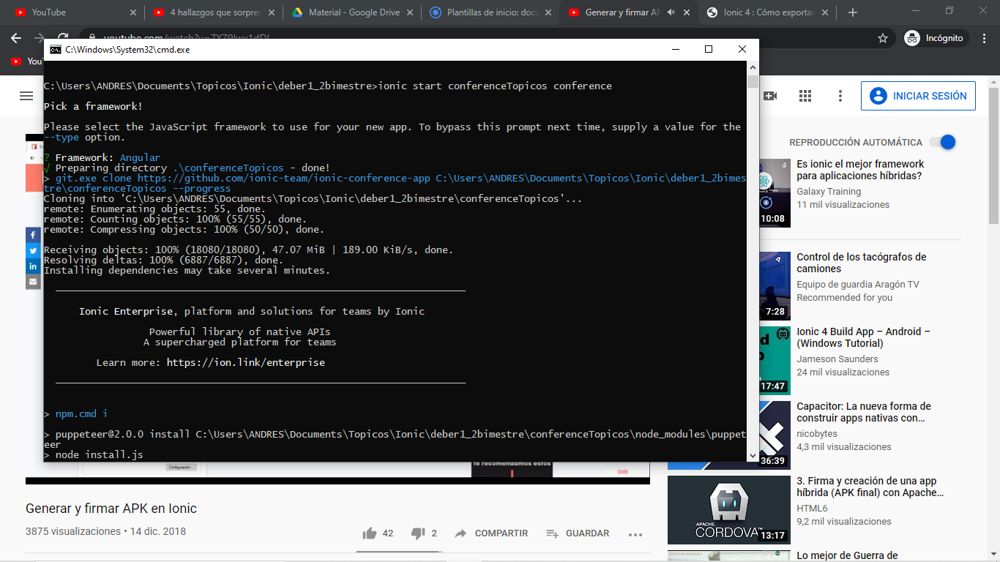 YouTube
4 hallazgos que sorprer
Material - Google Drive
Plantillas de inicio: docu
Generar y firmar AP
Ionic 4 : Cómo exportar
youtube.com/watch?v=7XZ9lwx1dDI
Incógnito
YouT
C:\Windows\System32\cmd.exe
C:\Users\ANDRES\Documents\Topicos\Ionic\deber1_2bimestre>ionic start conferenceTopicos conference
Pick a framework!
Please select the JavaScript framework to use for your new app. To bypass this prompt next time, supply a value for the
--type option.
? Framework: Angular
√ Preparing directory .\conferenceTopicos - done!
> git.exe clone https://github.com/ionic-team/ionic-conference-app C:\Users\ANDRES\Documents\Topicos\Ionic\deber1_2bimes
tre\conferenceTopicos --progress
Cloning into 'C:\Users\ANDRES\Documents\Topicos\Ionic\deber1_2bimestre\conferenceTopicos'...
remote: Enumerating objects: 55, done.
remote: Counting objects: 100% (55/55), done.
remote: Compressing objects: 100% (50/50), done.
Receiving objects: 100% (18080/18080), 47.07 MiB | 189.00 KiB/s, done.
Resolving deltas: 100% (6887/6887), done.
Installing dependencies may take several minutes.
Ionic Enterprise, platform and solutions for teams by Ionic
Powerful library of native APIs
A supercharged platform for teams
Learn more: https://ion.link/enterprise
> npm.cmd i
> puppeteer@2.0.0 install C:\Users\ANDRES\Documents\Topicos\Ionic\deber1_2bimestre\conferenceTopicos\node_modules\puppet
eer
> node install.js
Configuración...
te recomendamos estos
Generar y firmar APK en Ionic
3875 visualizaciones • 14 dic. 2018
42
2
COMPARTIR
GUARDAR
INICIAR SESIÓN
REPRODUCCIÓN AUTOMÁTICA
Es ionic el mejor framework
para aplicaciones híbridas?
Galaxy Training
11 mil visualizaciones
10:08
Control de los tacógrafos de
camiones
Equipo de guardia Aragón TV
Recommended for you
7:28
Ionic 4 Build App – Android –
(Windows Tutorial)
Jameson Saunders
24 mil visualizaciones
17:47
Capacitor: La nueva forma de
construir apps nativas con...
nicobytes
4,3 mil visualizaciones
36:39
3. Firma y creación de una app
híbrida (APK final) con Apache...
HTML6
9,2 mil visualizaciones
APACHE
CORDOVA™
13:17
Lo mejor de Guerra de